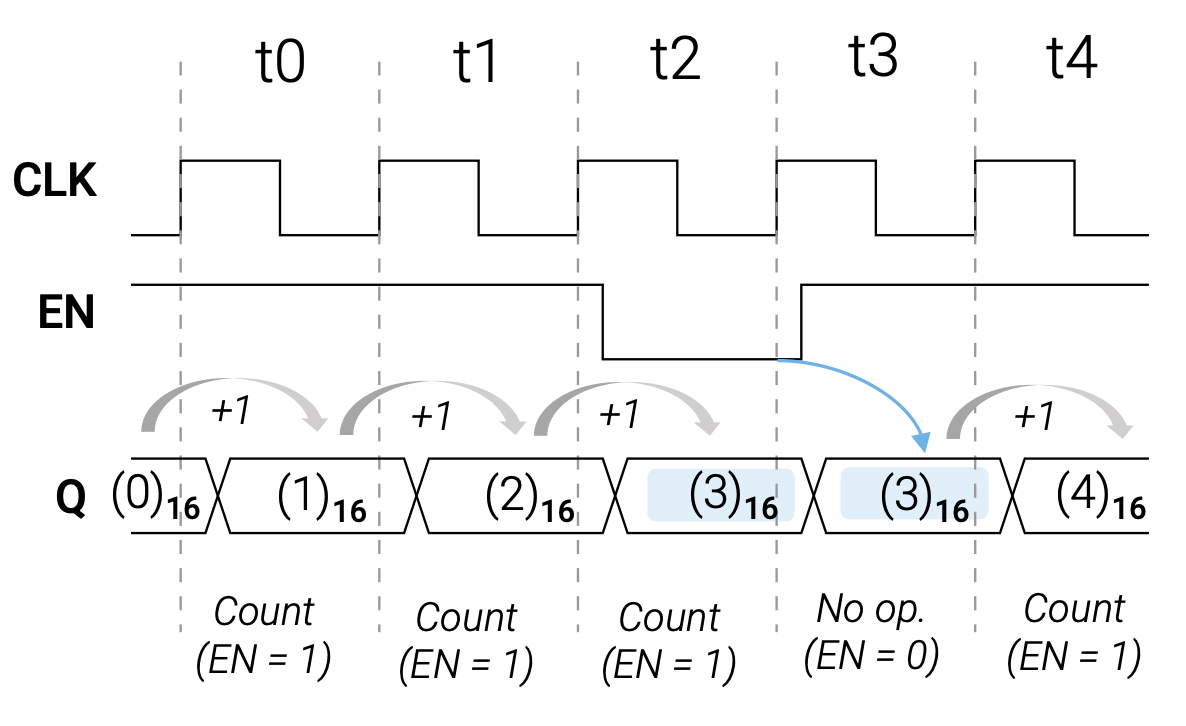 t0 t1 t2 t3 t4
CLK
EN
+1 +1 +1 +1
Q (0)16 (1)16 (2)16 (3)16 (3)16 (4)16
Count Count Count No op. Count
(EN = 1) (EN = 1) (EN = 1) (EN = 0) (EN = 1)